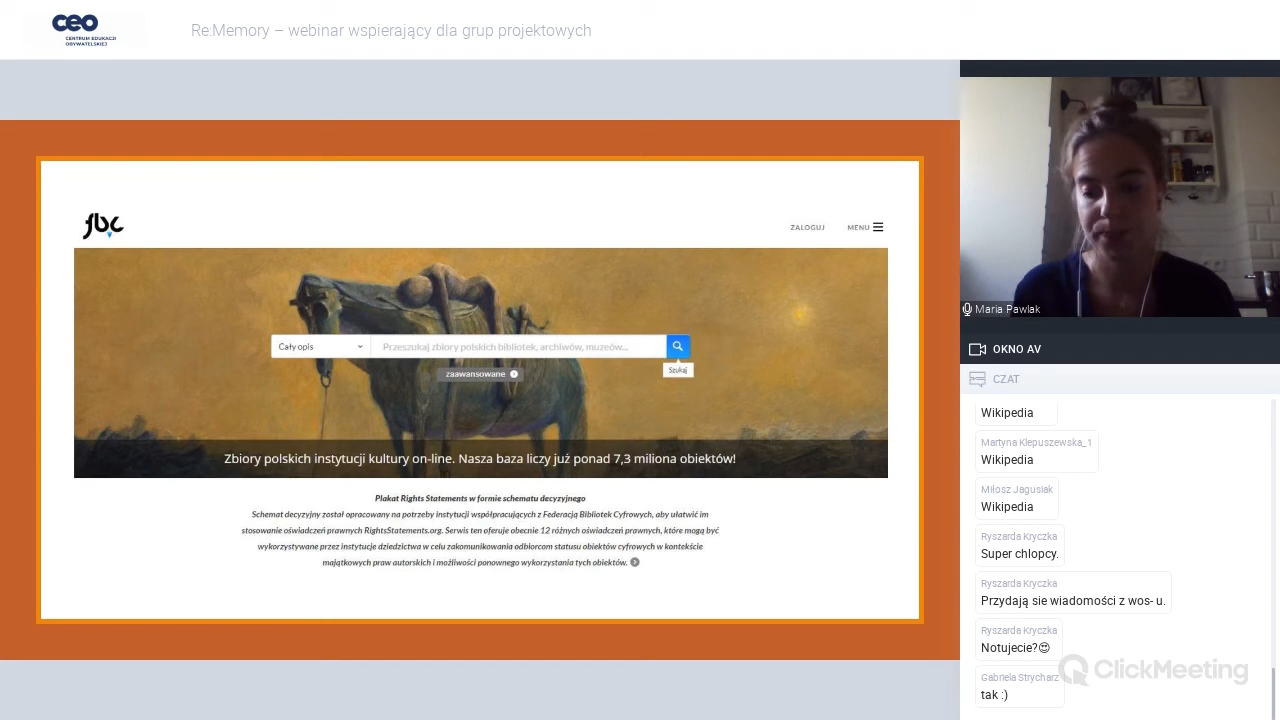 ceo
CENTRUM EDUKACJI
OBYWATELSKIEJ
Re:Memory – webinar wspierający dla grup projektowych
fbc
ZALOGUJ
MENU
Cały opis
Przeszukaj zbiory polskich bibliotek, archiwów, muzeów...
zaawansowane
Szukaj
Zbiory polskich instytucji kultury on-line. Nasza baza liczy już ponad 7,3 miliona obiektów!
Plakat Rights Statements w formie schematu decyzyjnego
Schemat decyzyjny został opracowany na potrzeby instytucji współpracujących z Federacją Bibliotek Cyfrowych, aby ułatwić im
stosowanie oświadczeń prawnych RightsStatements.org. Serwis ten oferuje obecnie 12 różnych oświadczeń prawnych, które mogą być
wykorzystywane przez instytucje dziedzictwa w celu zakomunikowania odbiorcom statusu obiektów cyfrowych w kontekście
majątkowych praw autorskich i możliwości ponownego wykorzystania tych obiektów.
Maria Pawlak
OKNO AV
CZAT
Wikipedia
Martyna Klepuszewska_1
Wikipedia
Miłosz Jagusiak
Wikipedia
Ryszarda Kryczka
Super chlopcy.
Ryszarda Kryczka
Przydają sie wiadomości z wos- u.
Ryszarda Kryczka
Notujecie?😍
Gabriela Strycharz
tak :)
ClickMeeting